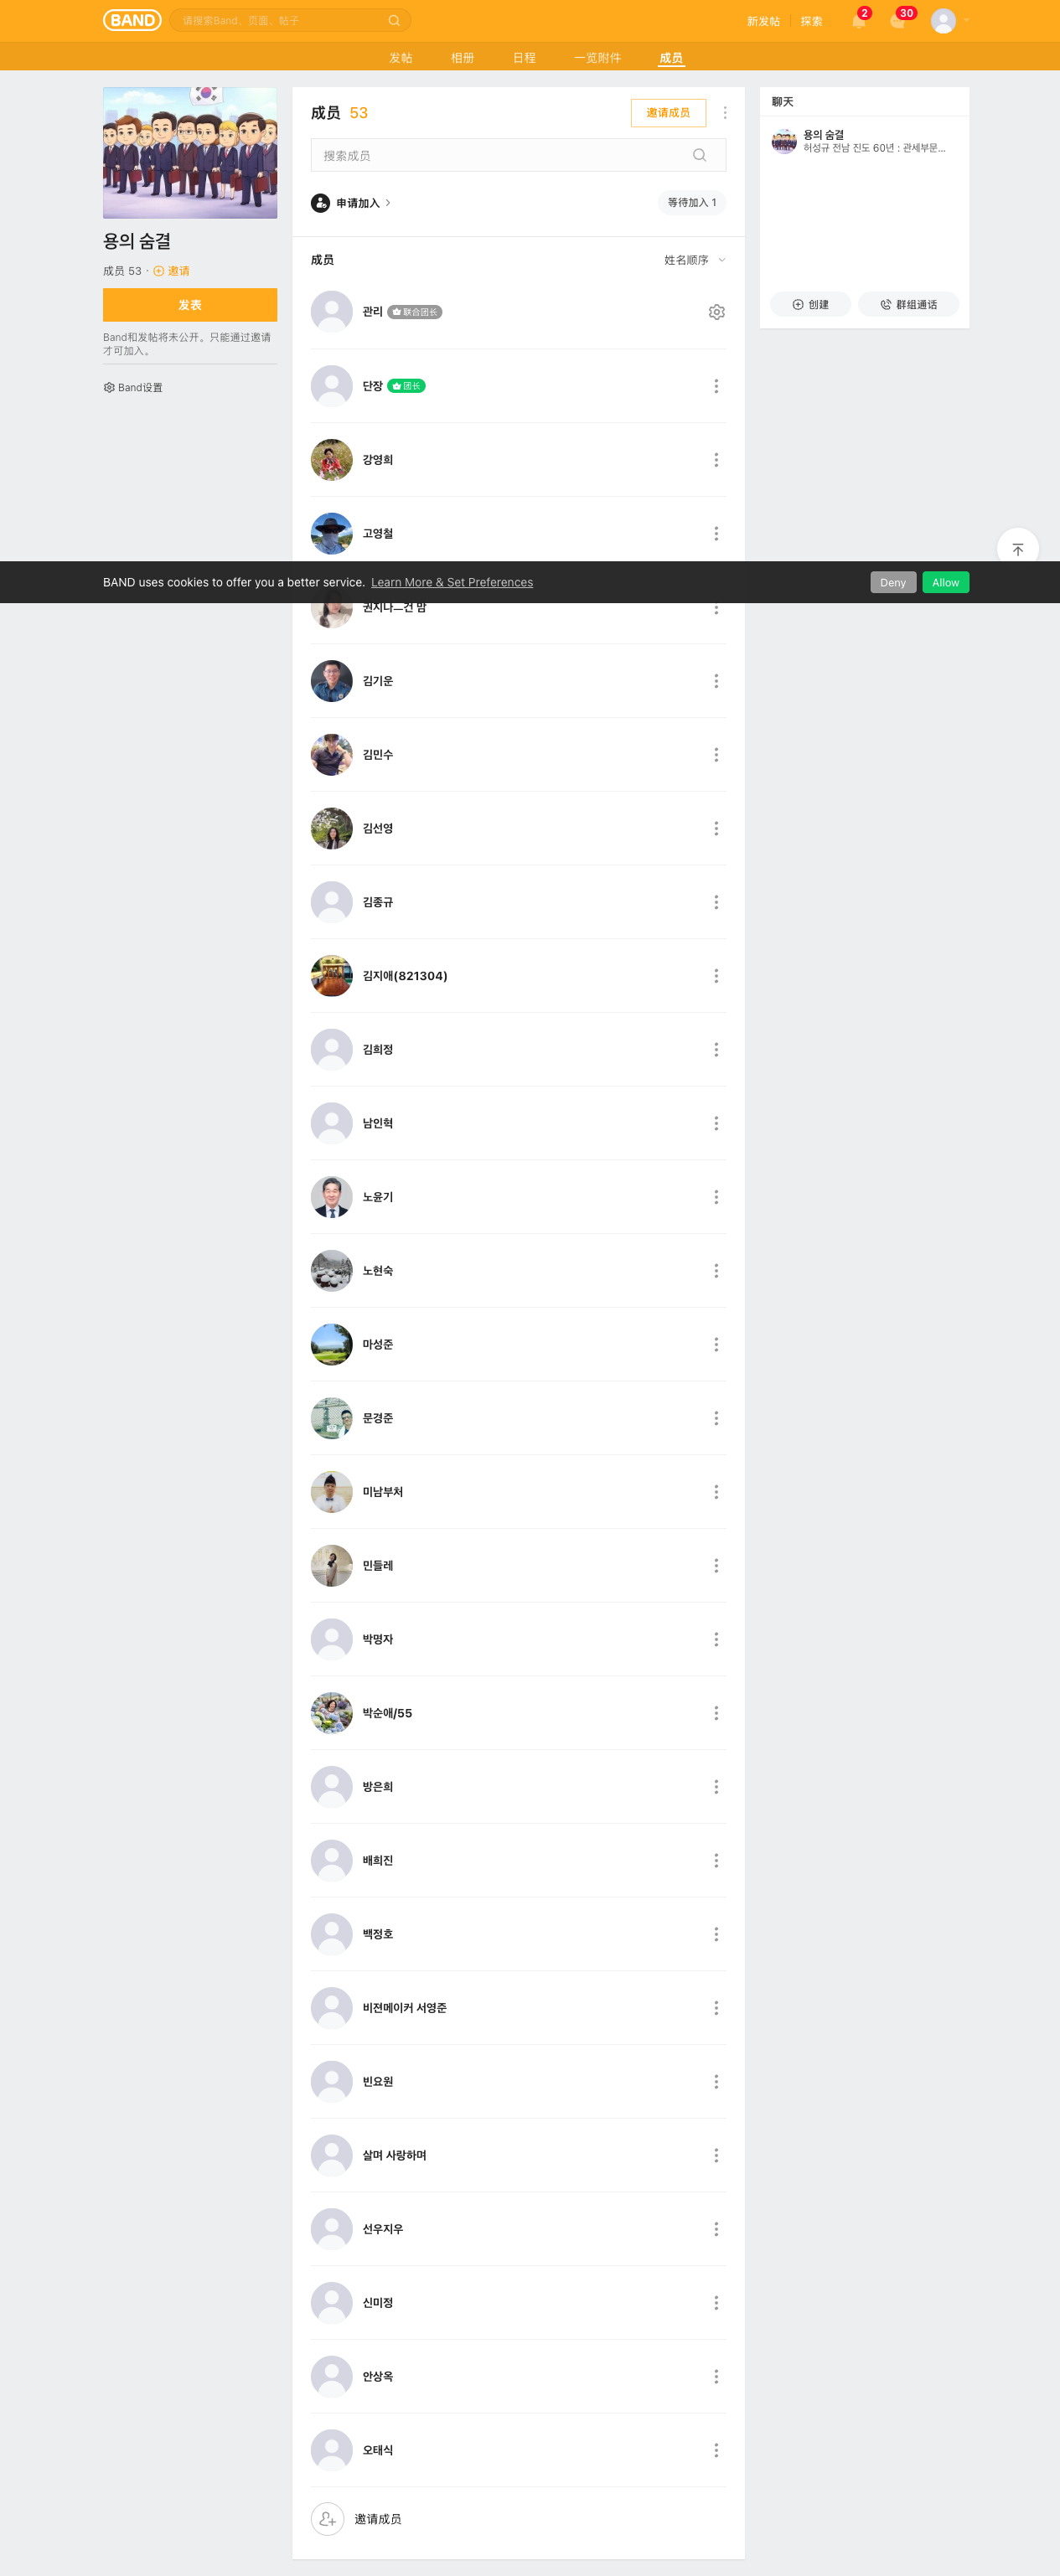 BAND
请搜索Band、页面、帖子
新发帖
探索
2
30
发帖
相册
日程
一览附件
成员
용의 숨결
成员 53 · 邀请
发表
Band和发帖将未公开。只能通过邀请
才可加入。
Band设置
成员 53
邀请成员
搜索成员
申请加入
等待加入 1
成员
姓名顺序
관리 联合团长
단장 团长
강영희
고영철
권지나ㅡ건 맘
김기운
김민수
김선영
김종규
김지애(821304)
김희정
남인혁
노윤기
노현숙
마성준
문경준
미남부처
민들레
박명자
박순애/55
방은희
배희진
백정호
비젼메이커 서영준
빈요원
살며 사랑하며
선우지우
신미정
안상옥
오태식
邀请成员
聊天
용의 숨결
허성규 전남 진도 60년 : 관세부문...
创建
群组通话
BAND uses cookies to offer you a better service. Learn More & Set Preferences
Deny
Allow